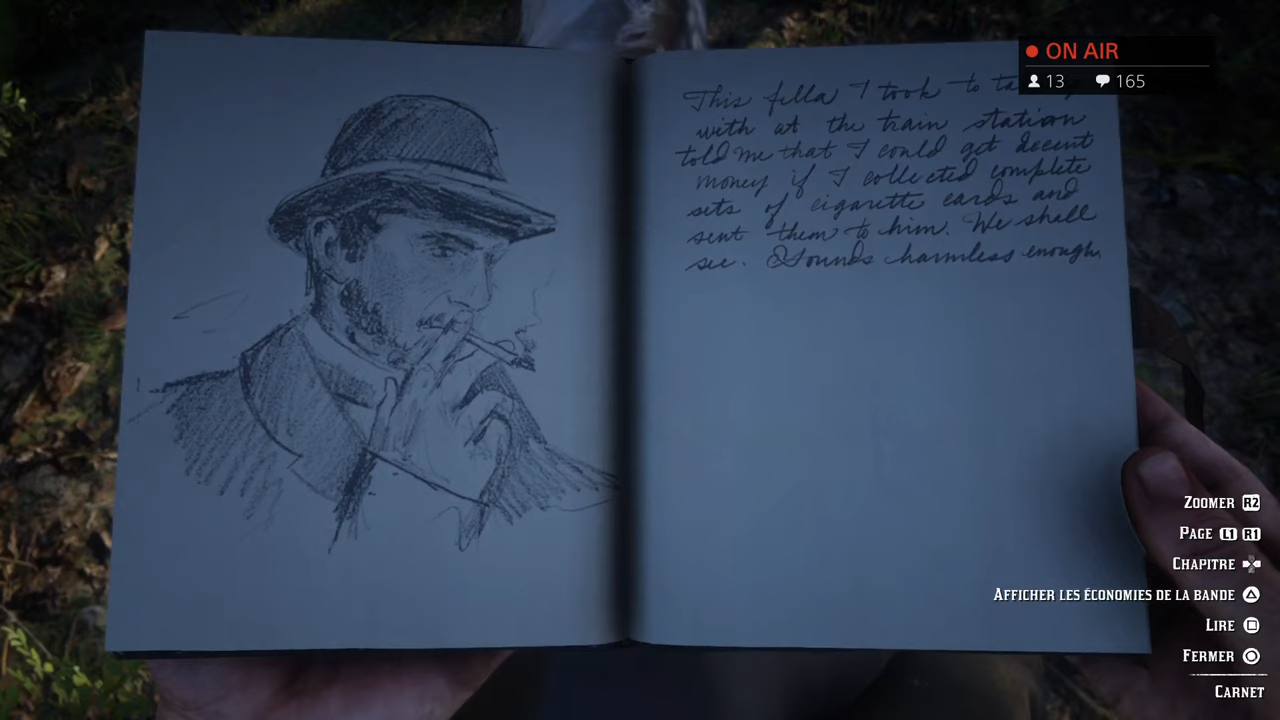 This fella I took to
with at the train station
told me that I could get decent
money if I collected complete
sets of cigarette cards and
sent them to him. We shall
see. Sounds harmless enough.
ON AIR
13 165
ZOOMER R2
PAGE L1 R1
CHAPITRE
AFFICHER LES ÉCONOMIES DE LA BANDE
LIRE
FERMER
CARNET